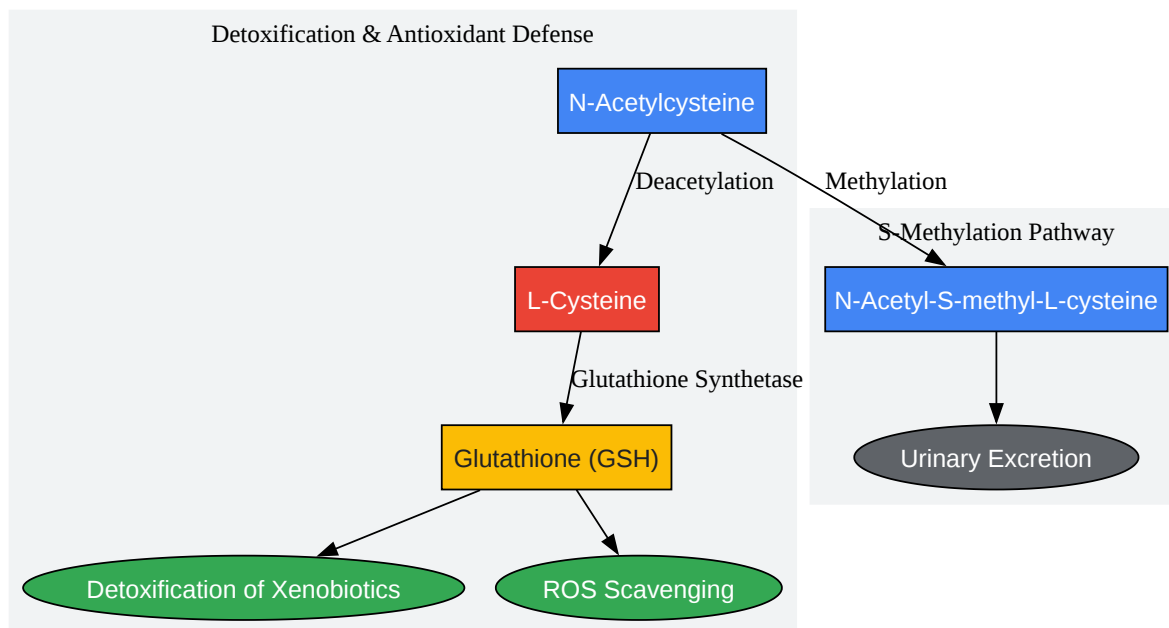 Detoxification & Antioxidant Defense
N-Acetylcysteine
Deacetylation
Methylation
S-Methylation Pathway
L-Cysteine
N-Acetyl-S-methyl-L-cysteine
Glutathione Synthetase
Glutathione (GSH)
Urinary Excretion
Detoxification of Xenobiotics
ROS Scavenging